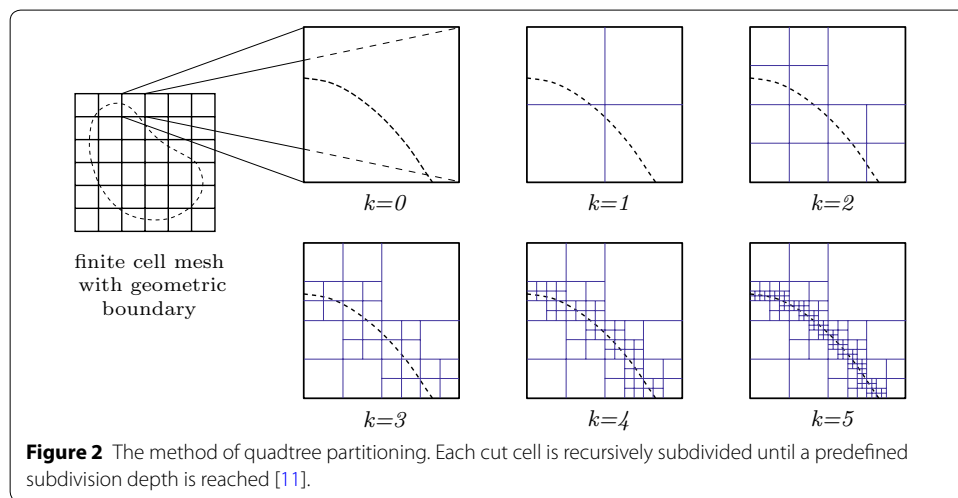 k=0
k=1
k=2
finite cell mesh
with geometric
boundary
k=3
k=4
k=5
Figure 2 The method of quadtree partitioning. Each cut cell is recursively subdivided until a predefined
subdivision depth is reached [11].